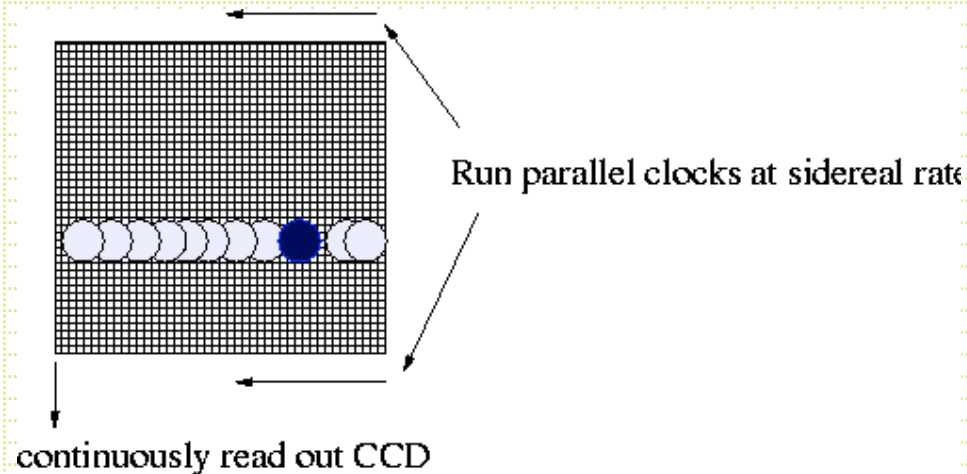 Run parallel clocks at sidereal rate
continuously read out CCD